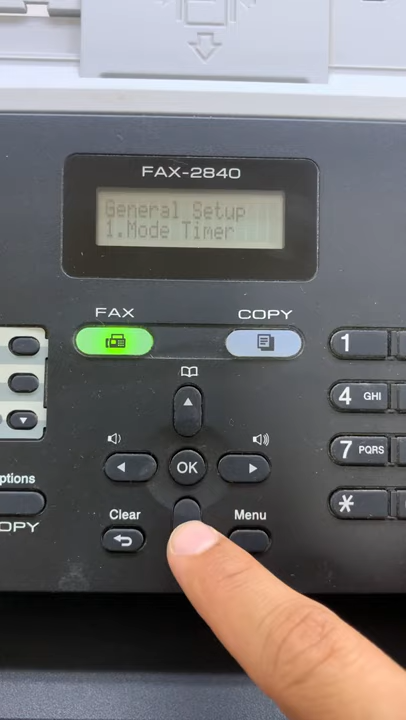 FAX-2840
General Setup
1.Mode Timer
FAX
COPY
1
4 GHI
OK
7 PQRS
ptions
Clear
Menu
*
OPY